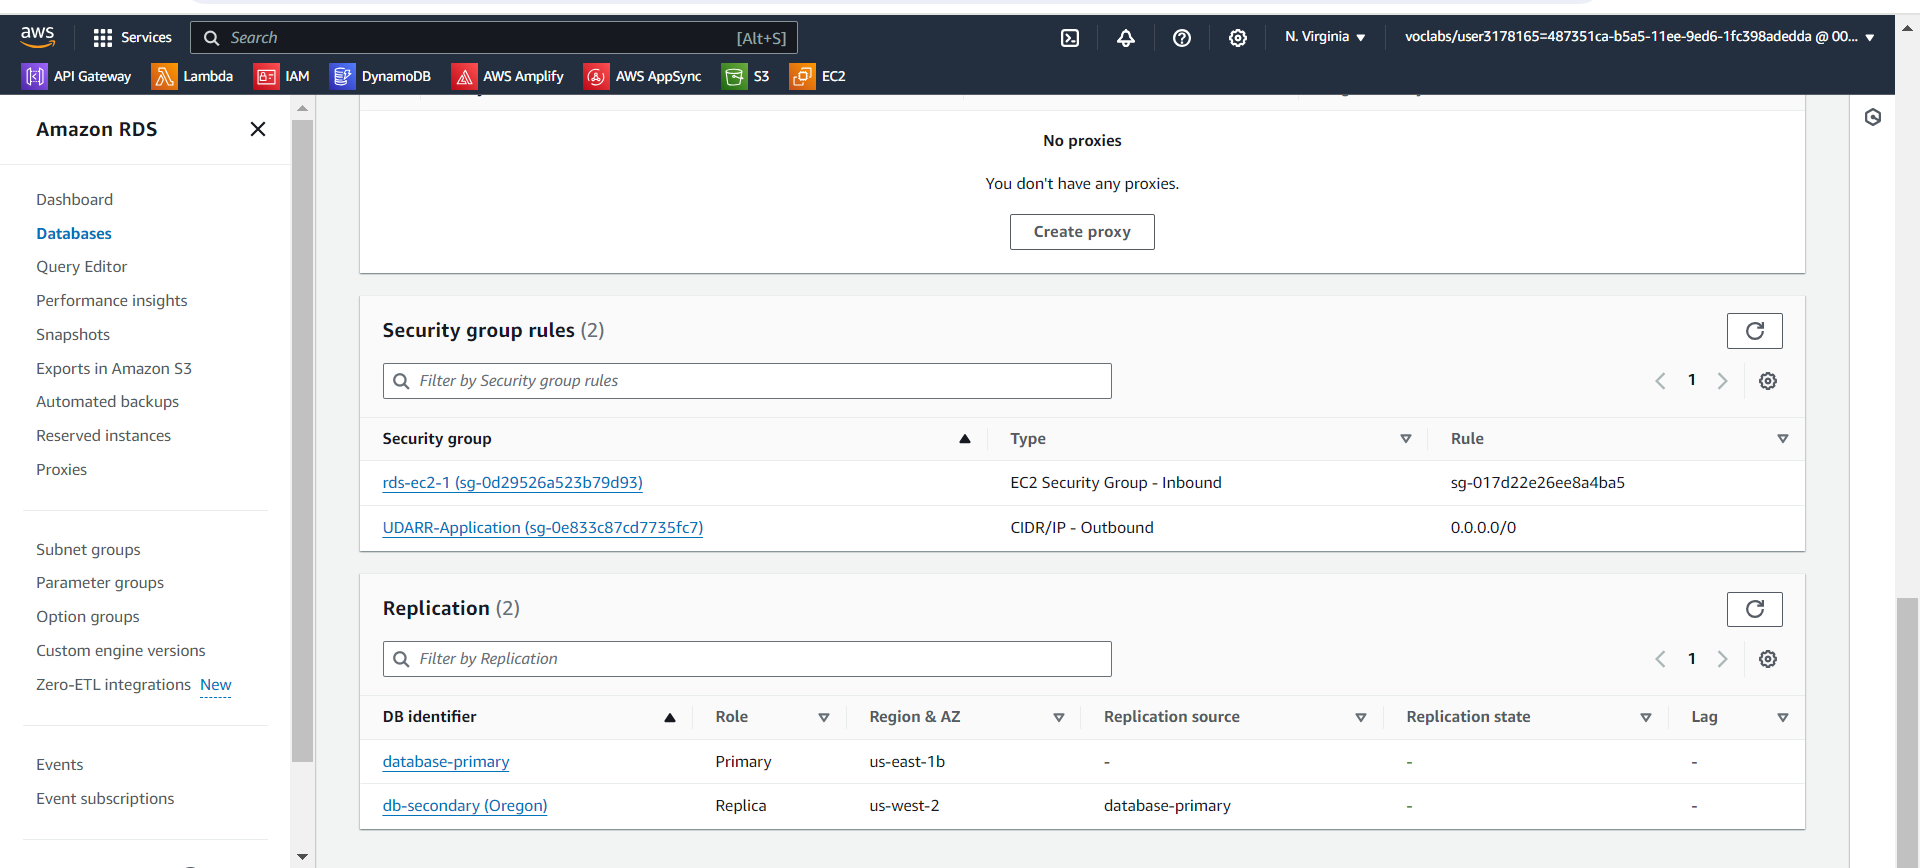 aws
Services
Search
[Alt+S]
N. Virginia
voclabs/user3178165=487351ca-b5a5-11ee-9ed6-1fc398adedda @ 00...
API Gateway
Lambda
IAM
DynamoDB
AWS Amplify
AWS AppSync
S3
EC2
Amazon RDS
Dashboard
Databases
Query Editor
Performance insights
Snapshots
Exports in Amazon S3
Automated backups
Reserved instances
Proxies
Subnet groups
Parameter groups
Option groups
Custom engine versions
Zero-ETL integrations New
Events
Event subscriptions
No proxies
You don't have any proxies.
Create proxy
Security group rules (2)
Filter by Security group rules
1
Security group Type Rule
rds-ec2-1 (sg-0d29526a523b79d93) EC2 Security Group - Inbound sg-017d22e26ee8a4ba5
UDARR-Application (sg-0e833c87cd7735fc7) CIDR/IP - Outbound 0.0.0.0/0
Replication (2)
Filter by Replication
1
DB identifier Role Region & AZ Replication source Replication state Lag
database-primary Primary us-east-1b - - -
db-secondary (Oregon) Replica us-west-2 database-primary - -